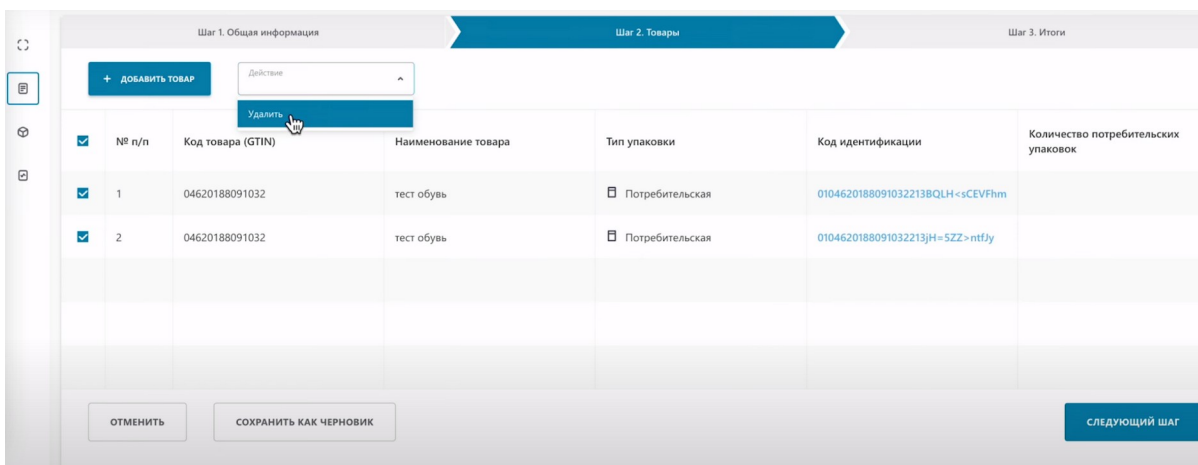 Шаг 1. Общая информация
Шаг 2. Товары
Шаг 3. Итоги
+ ДОБАВИТЬ ТОВАР
Действие
Удалить
№ п/п
Код товара (GTIN)
Наименование товара
Тип упаковки
Код идентификации
Количество потребительских
упаковок
1
04620188091032
тест обувь
Потребительская
0104620188091032213BQLH<sCEVFhm
2
04620188091032
тест обувь
Потребительская
0104620188091032213jH=5ZZ>ntfJy
ОТМЕНИТЬ
СОХРАНИТЬ КАК ЧЕРНОВИК
СЛЕДУЮЩИЙ ШАГ